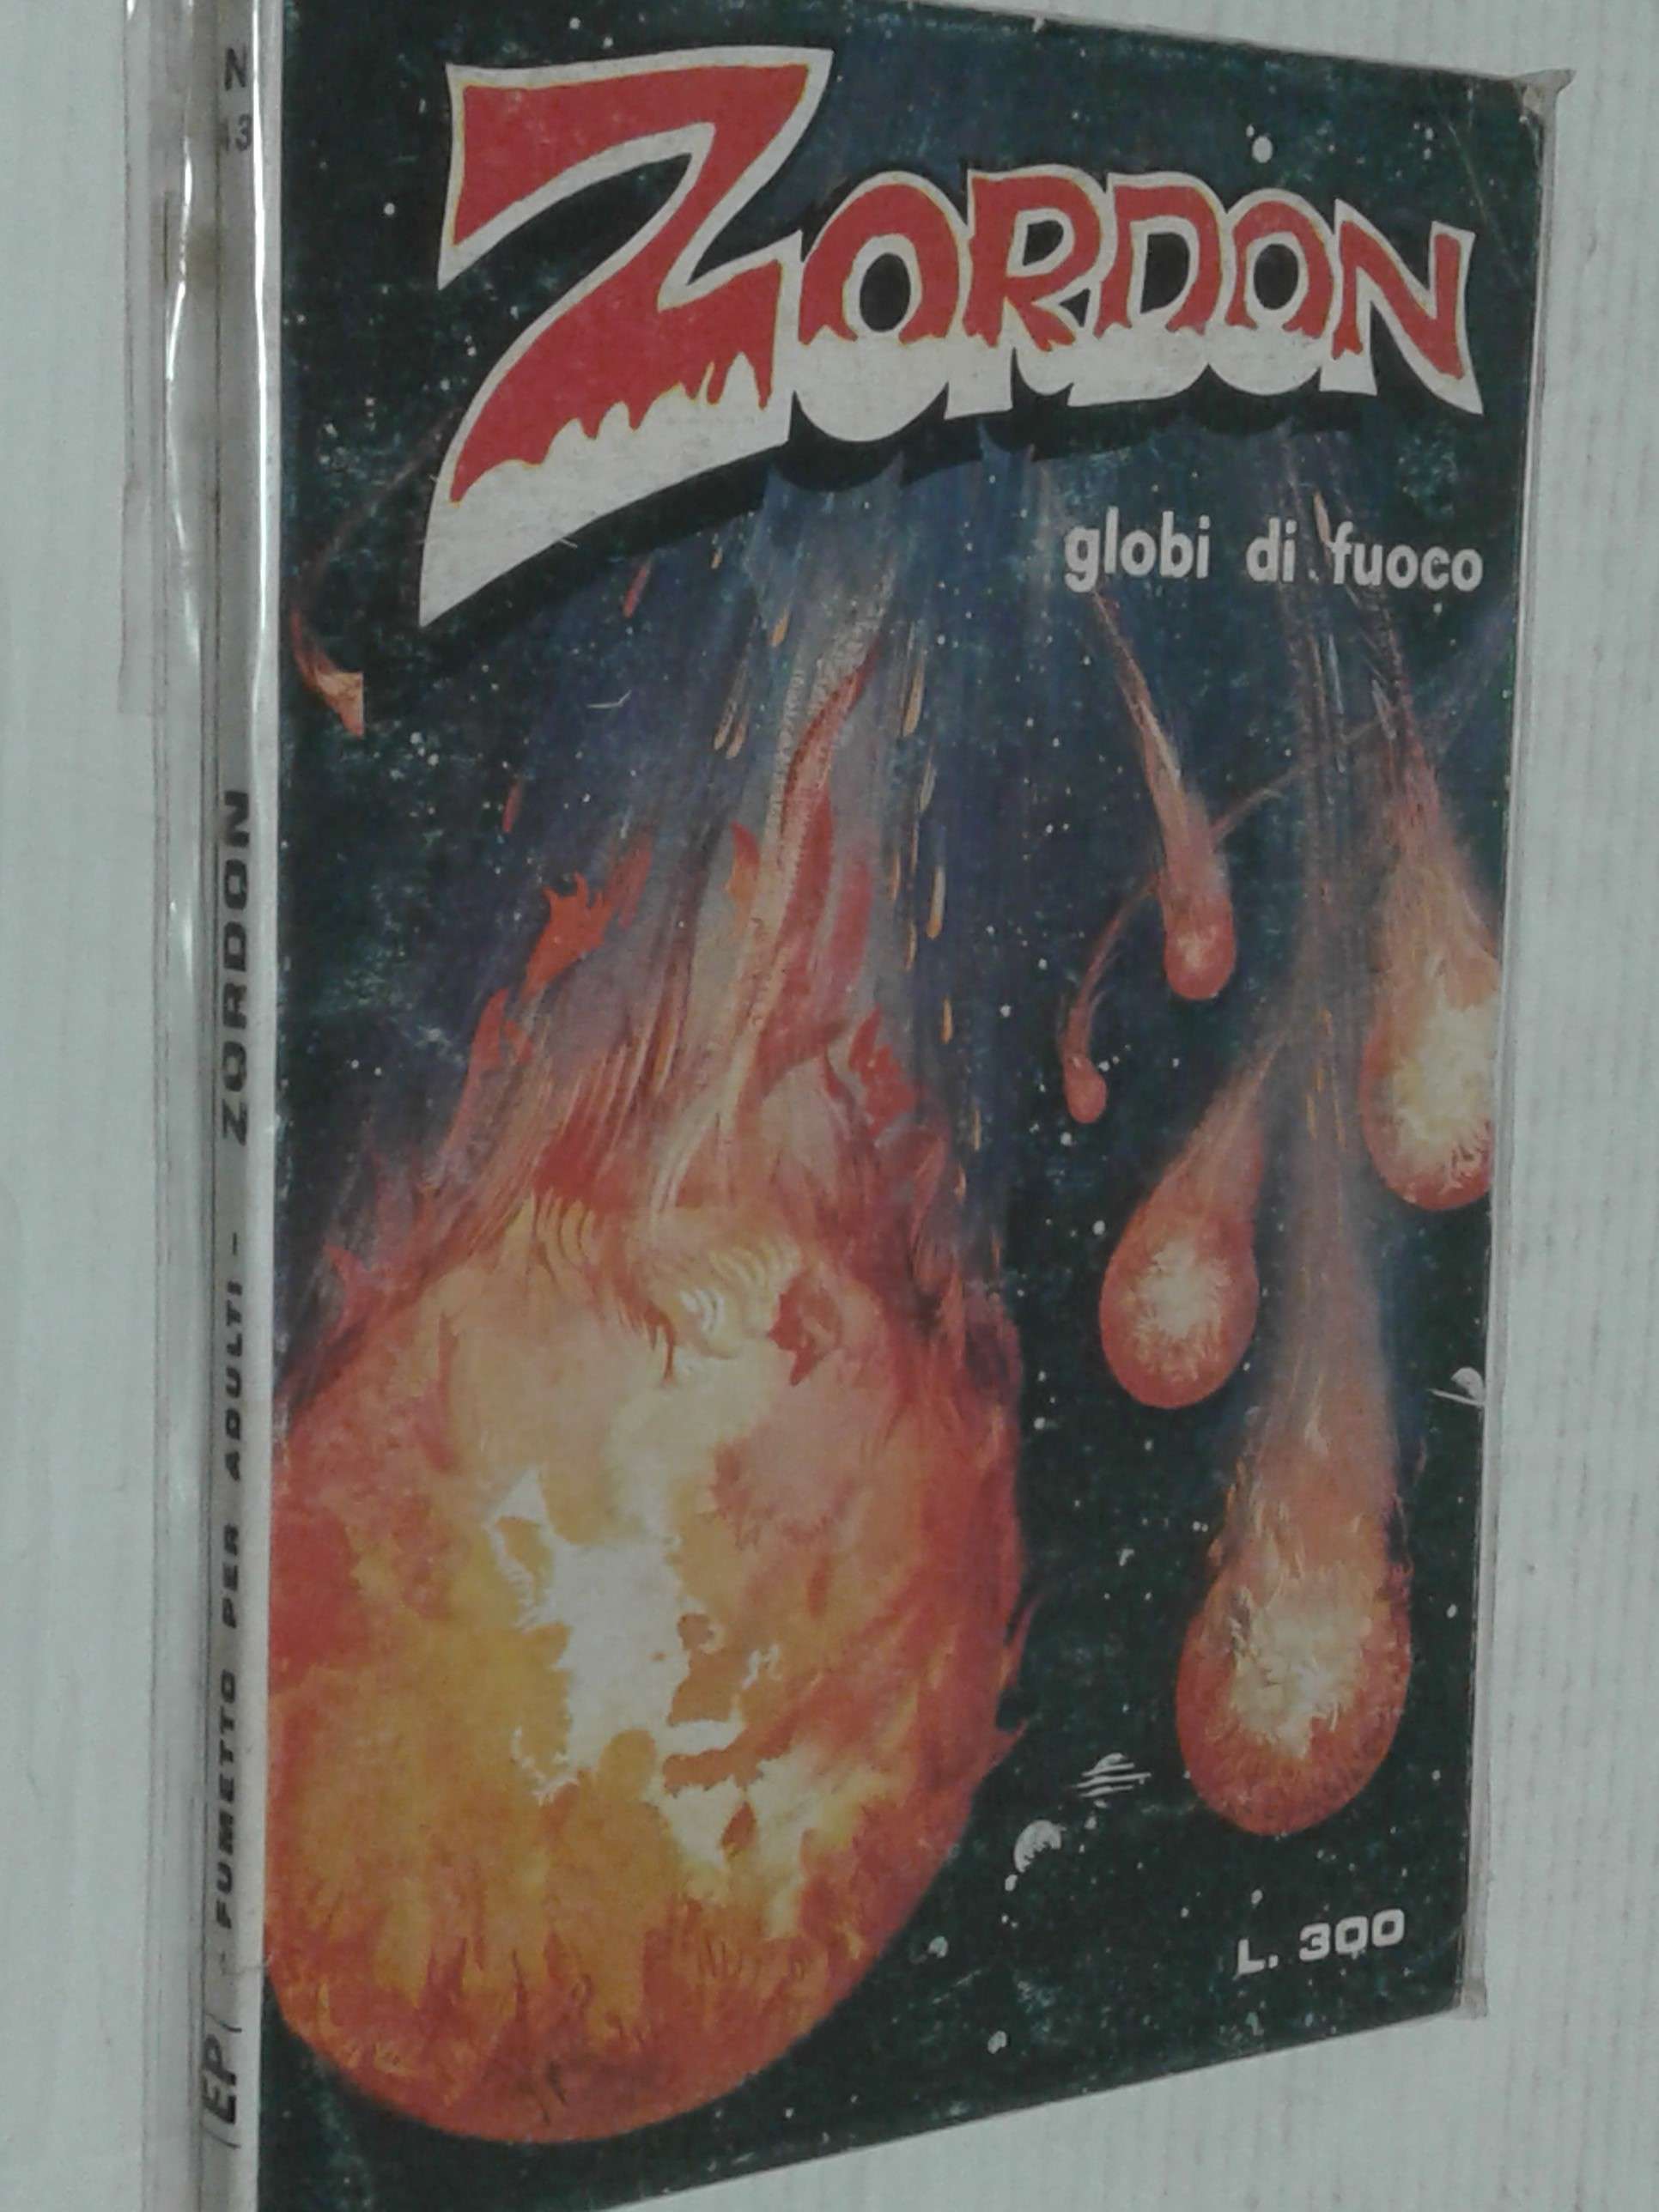 ZORDON
globi di fuoco
L. 300
EP FUMETTO PER ADULTI - ZORDON N 3